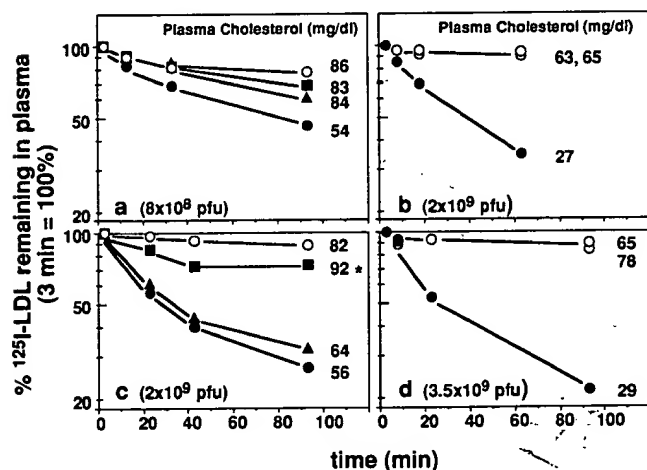 Plasma Cholesterol (mg/dl) Plasma Cholesterol (mg/dl)
100 86 63, 65
83
84
50 54
27
20 a (8x10⁸ pfu) b (2x10⁹ pfu)
100 82 65
92 * 78
50
64
56
20 c (2x10⁹ pfu) d (3.5x10⁹ pfu) 29
0 20 40 60 80 100 0 20 40 60 80 100
time (min)
% ¹²⁵I-LDL remaining in plasma
(3 min = 100%)